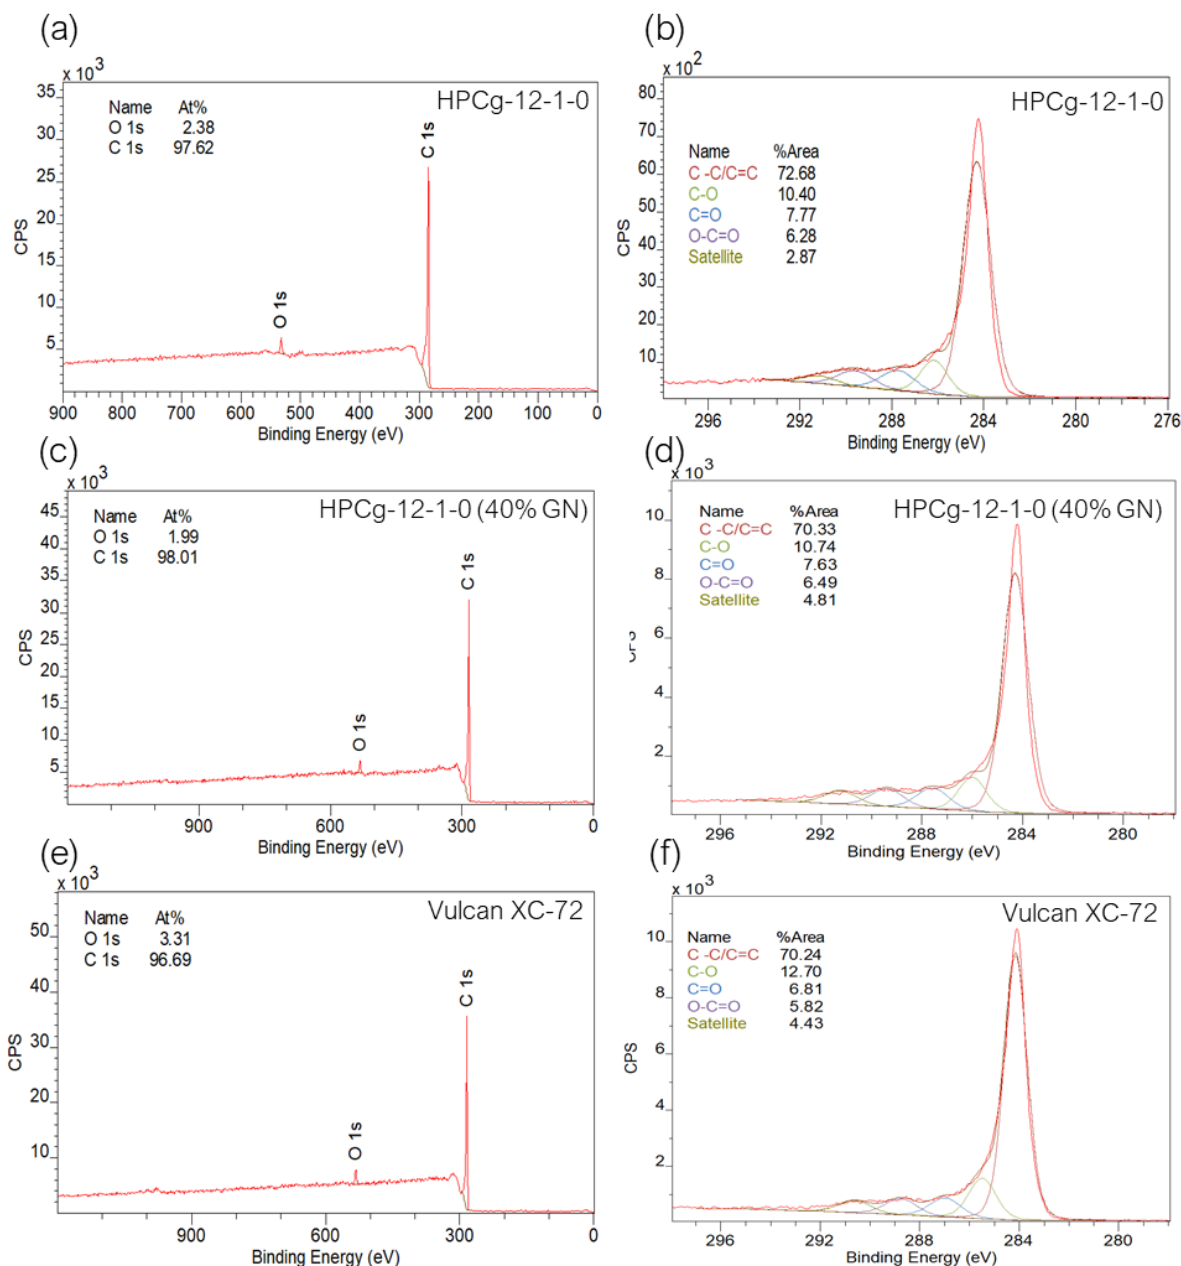 (a)
x 10³
HPCg-12-1-0
Name At%
O 1s 2.38
C 1s 97.62
35
30
25
20
15
10
5
CPS
O 1s
C 1s
900 800 700 600 500 400 300 200 100 0
Binding Energy (eV)
(b)
x 10²
HPCg-12-1-0
Name %Area
C -C/C=C 72.68
C-O 10.40
C=O 7.77
O-C=O 6.28
Satellite 2.87
80
70
60
50
40
30
20
10
CPS
296 292 288 284 280 276
Binding Energy (eV)
(c)
x 10³
HPCg-12-1-0 (40% GN)
Name At%
O 1s 1.99
C 1s 98.01
45
40
35
30
25
20
15
10
5
CPS
O 1s
C 1s
900 600 300 0
Binding Energy (eV)
(d)
x 10³
HPCg-12-1-0 (40% GN)
Name %Area
C -C/C=C 70.33
C-O 10.74
C=O 7.63
O-C=O 6.49
Satellite 4.81
10
8
6
4
2
CPS
296 292 288 284 280
Binding Energy (eV)
(e)
x 10³
Vulcan XC-72
Name At%
O 1s 3.31
C 1s 96.69
50
40
30
20
10
CPS
O 1s
C 1s
900 600 300 0
Binding Energy (eV)
(f)
x 10³
Vulcan XC-72
Name %Area
C -C/C=C 70.24
C-O 12.70
C=O 6.81
O-C=O 5.82
Satellite 4.43
10
8
6
4
2
CPS
296 292 288 284 280
Binding Energy (eV)